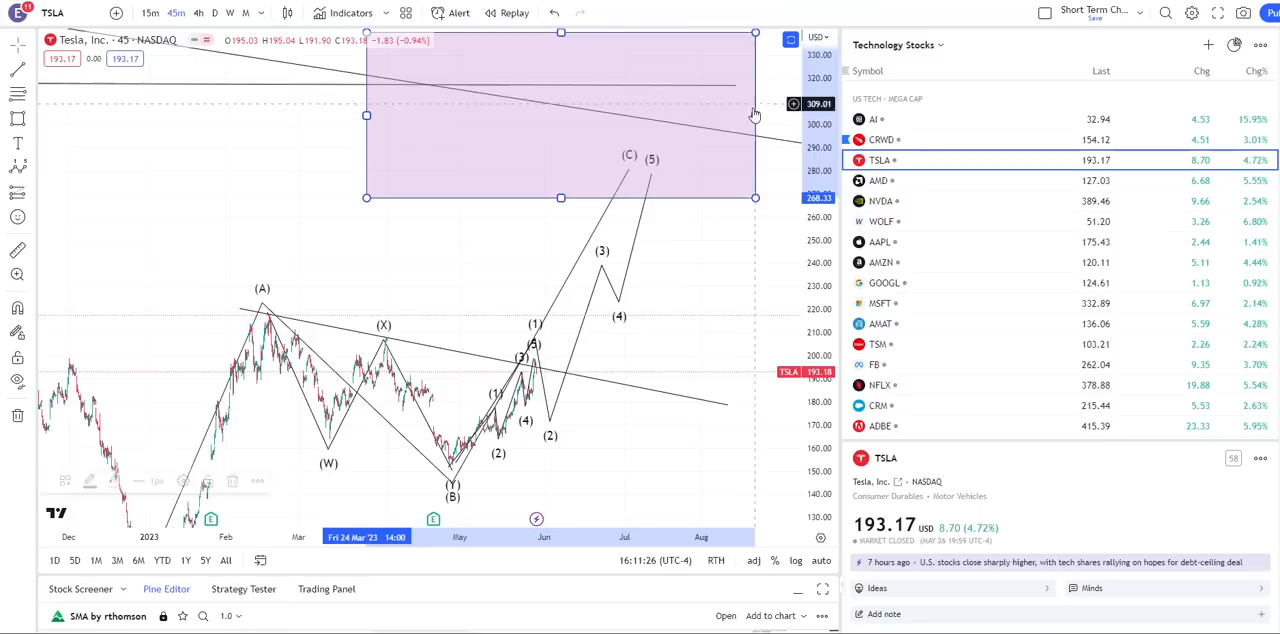 E 11 TSLA 15m 45m 4h D W M Indicators Alert Replay Short Term Ch... Save Pu
Tesla, Inc. · 45 · NASDAQ O195.03 H195.04 L191.90 C193.18 −1.83 (−0.94%)
193.17 0.00 193.17
USD
330.00
320.00
309.01
300.00
290.00
280.00
268.33
260.00
250.00
240.00
230.00
220.00
210.00
200.00
TSLA 193.18
190.00
180.00
170.00
160.00
150.00
140.00
130.00
(C) (5)
(3)
(A)
(4)
(X) (1)
(5)
(3)
(1)
(4)
(2)
(2)
(W)
(Y)
(B)
1px
E E
Dec 2023 Feb Mar Fri 24 Mar '23 14:00 May Jun Jul Aug
1D 5D 1M 3M 6M YTD 1Y 5Y All 16:11:26 (UTC-4) RTH adj % log auto
Stock Screener Pine Editor Strategy Tester Trading Panel
SMA by rthomson 1.0 Open Add to chart
Technology Stocks
Symbol Last Chg Chg%
US TECH - MEGA CAP
AI 32.94 4.53 15.95%
CRWD 154.12 4.51 3.01%
TSLA 193.17 8.70 4.72%
AMD 127.03 6.68 5.55%
NVDA 389.46 9.66 2.54%
WOLF 51.20 3.26 6.80%
AAPL 175.43 2.44 1.41%
AMZN 120.11 5.11 4.44%
GOOGL 124.61 1.13 0.92%
MSFT 332.89 6.97 2.14%
AMAT 136.06 5.59 4.28%
TSM 103.21 2.26 2.24%
FB 262.04 9.35 3.70%
NFLX 378.88 19.88 5.54%
CRM 215.44 5.53 2.63%
ADBE 415.39 23.33 5.95%
TSLA 58
Tesla, Inc. · NASDAQ
Consumer Durables · Motor Vehicles
193.17 USD 8.70 (4.72%)
MARKET CLOSED (MAY 26 19:59 UTC-4)
7 hours ago · U.S. stocks close sharply higher, with tech shares rallying on hopes for debt-ceiling deal
Ideas Minds
Add note